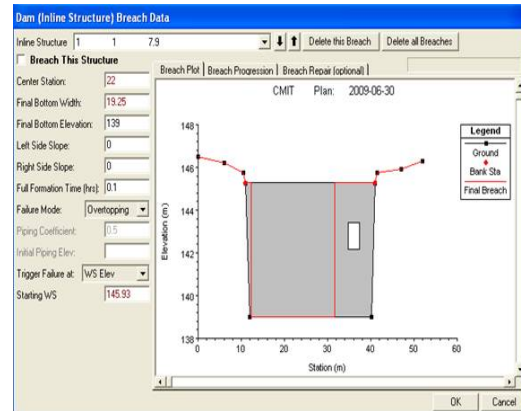 Dam (Inline Structure) Breach Data
Inline Structure 1 1 7.9 Delete this Breach Delete all Breaches
Breach This Structure
Center Station: 22
Final Bottom Width: 19.25
Final Bottom Elevation: 139
Left Side Slope: 0
Right Side Slope: 0
Full Formation Time (hrs): 0.1
Failure Mode: Overtopping
Piping Coefficient: 0.5
Initial Piping Elev:
Trigger Failure at: WS Elev
Starting WS 145.93
Breach Plot Breach Progression Breach Repair (optional)
CMIT Plan: 2009-06-30
Legend
Ground
Bank Sta
Final Breach
Elevation (m)
148
146
144
142
140
138
0 10 20 30 40 50 60
Station (m)
OK Cancel